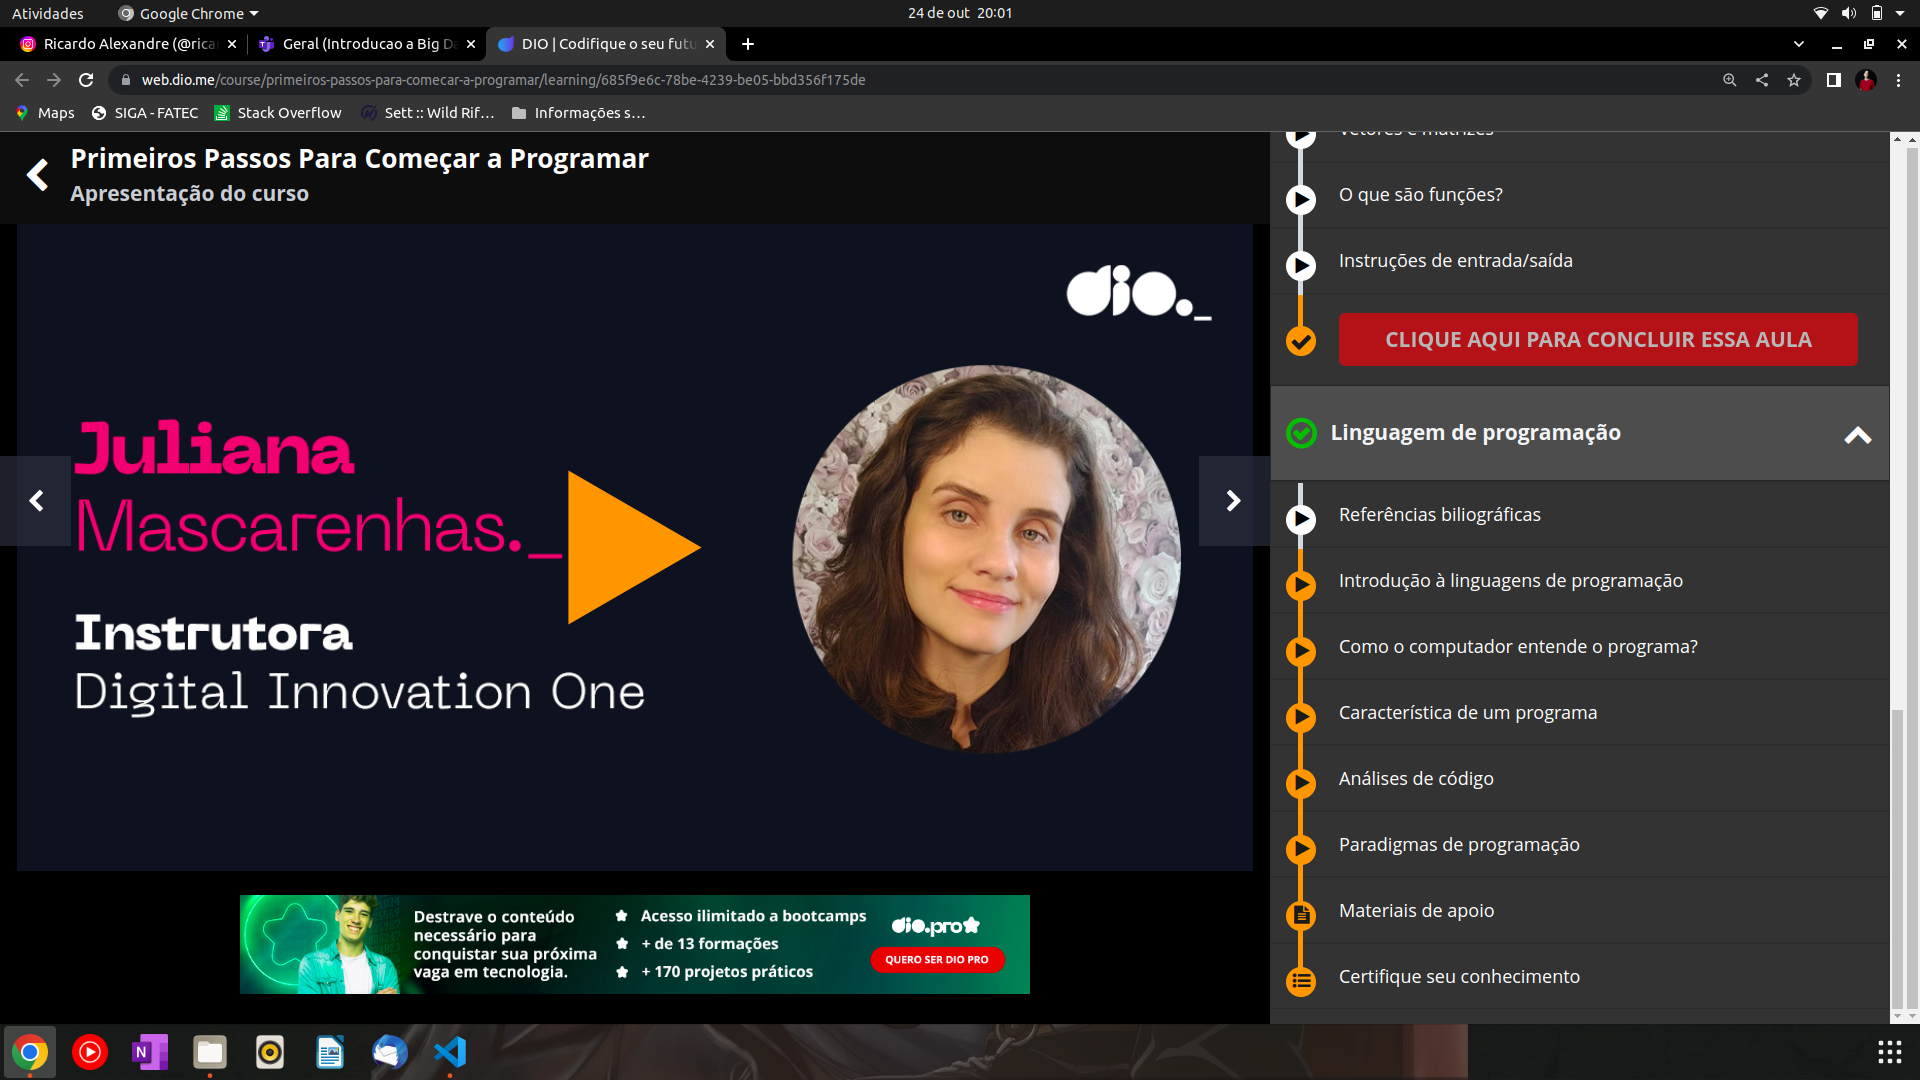 Atividades
Google Chrome
24 de out 20:01
Ricardo Alexandre (@rica
Geral (Introducao a Big Da
DIO | Codifique o seu futu
web.dio.me/course/primeiros-passos-para-comecar-a-programar/learning/685f9e6c-78be-4239-be05-bbd356f175de
Maps
SIGA - FATEC
Stack Overflow
Sett :: Wild Rif...
Informações s...
Primeiros Passos Para Começar a Programar
Apresentação do curso
dio._
Juliana
Mascarenhas._
Instrutora
Digital Innovation One
Destrave o conteúdo
necessário para
conquistar sua próxima
vaga em tecnologia.
Acesso ilimitado a bootcamps
+ de 13 formações
+ 170 projetos práticos
dio.pro
QUERO SER DIO PRO
Vetores e matrizes
O que são funções?
Instruções de entrada/saída
CLIQUE AQUI PARA CONCLUIR ESSA AULA
Linguagem de programação
Referências biliográficas
Introdução à linguagens de programação
Como o computador entende o programa?
Característica de um programa
Análises de código
Paradigmas de programação
Materiais de apoio
Certifique seu conhecimento
N